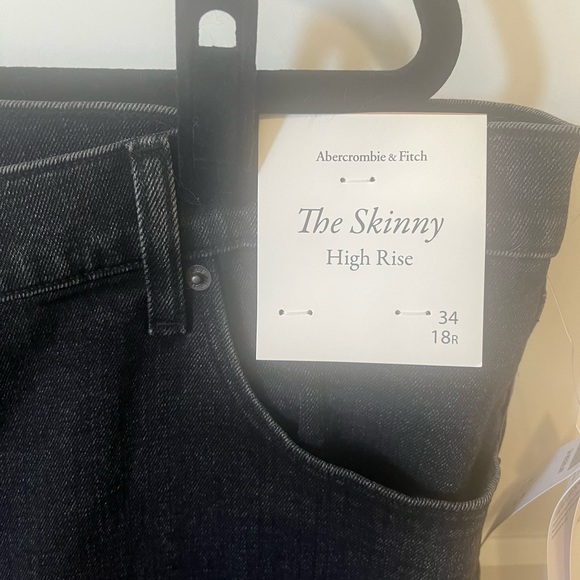 Abercrombie & Fitch
The Skinny
High Rise
34
18R